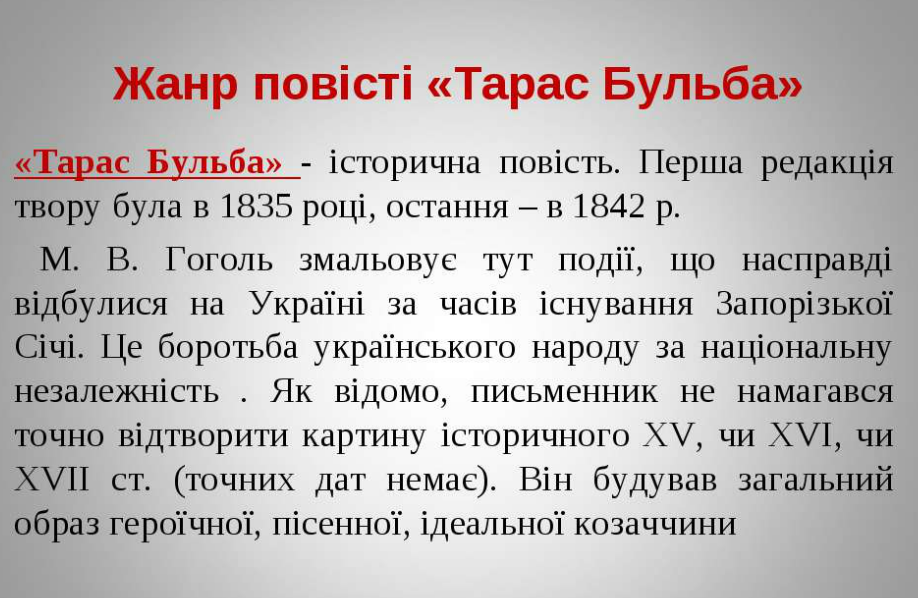 Жанр повісті «Тарас Бульба»
«Тарас Бульба» - історична повість. Перша редакція
твору була в 1835 році, остання – в 1842 р.
М. В. Гоголь змальовує тут події, що насправді
відбулися на Україні за часів існування Запорізької
Січі. Це боротьба українського народу за національну
незалежність . Як відомо, письменник не намагався
точно відтворити картину історичного XV, чи XVI, чи
XVII ст. (точних дат немає). Він будував загальний
образ героїчної, пісенної, ідеальної козаччини